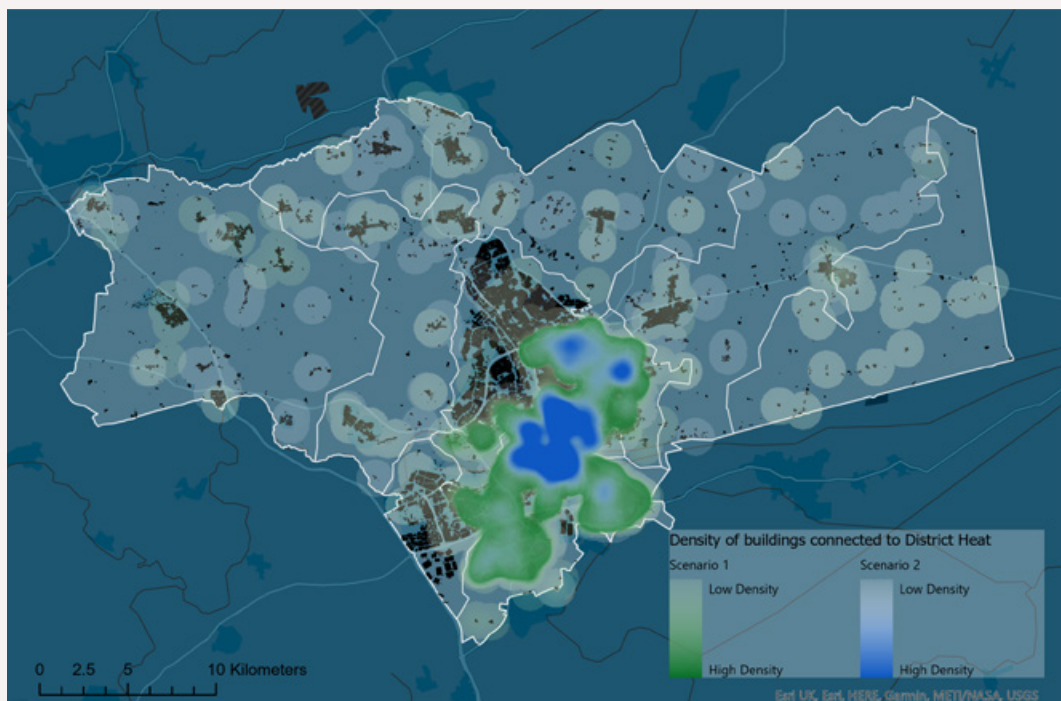 Density of buildings connected to District Heat
Scenario 1
Scenario 2
Low Density
Low Density
High Density
High Density
0 2.5 5 10 Kilometers
Esri UK, Esri, HERE, Garmin, METI/NASA, USGS